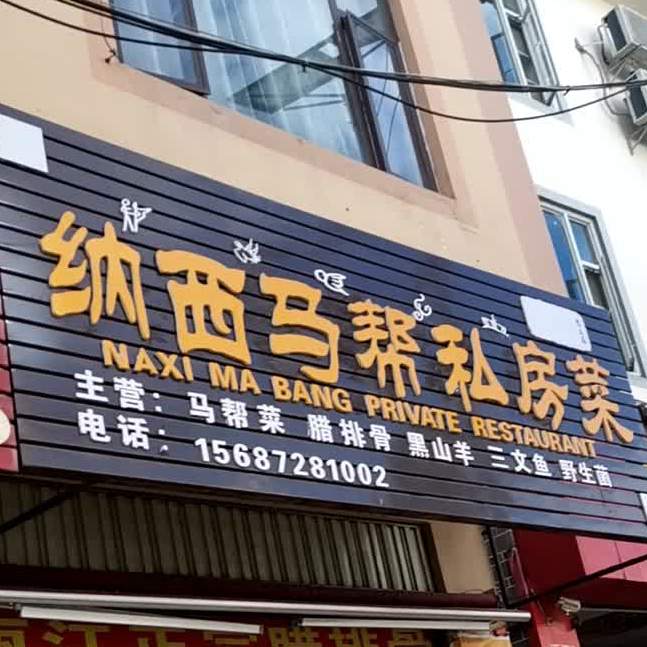 纳西马帮私房菜
NAXI MA BANG PRIVATE RESTAURANT
主营：马帮菜 腊排骨 黑山羊 三文鱼 野生菌
电话：15687281002